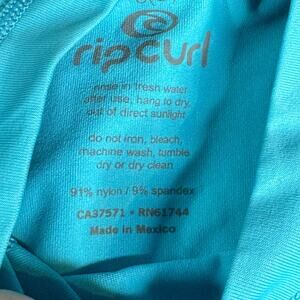 ripcurl
rinse in fresh water
after use, hang to dry,
out of direct sunlight
do not iron, bleach,
machine wash, tumble
dry or dry clean
91% nylon / 9% spandex
CA37571 • RN61744
Made in Mexico